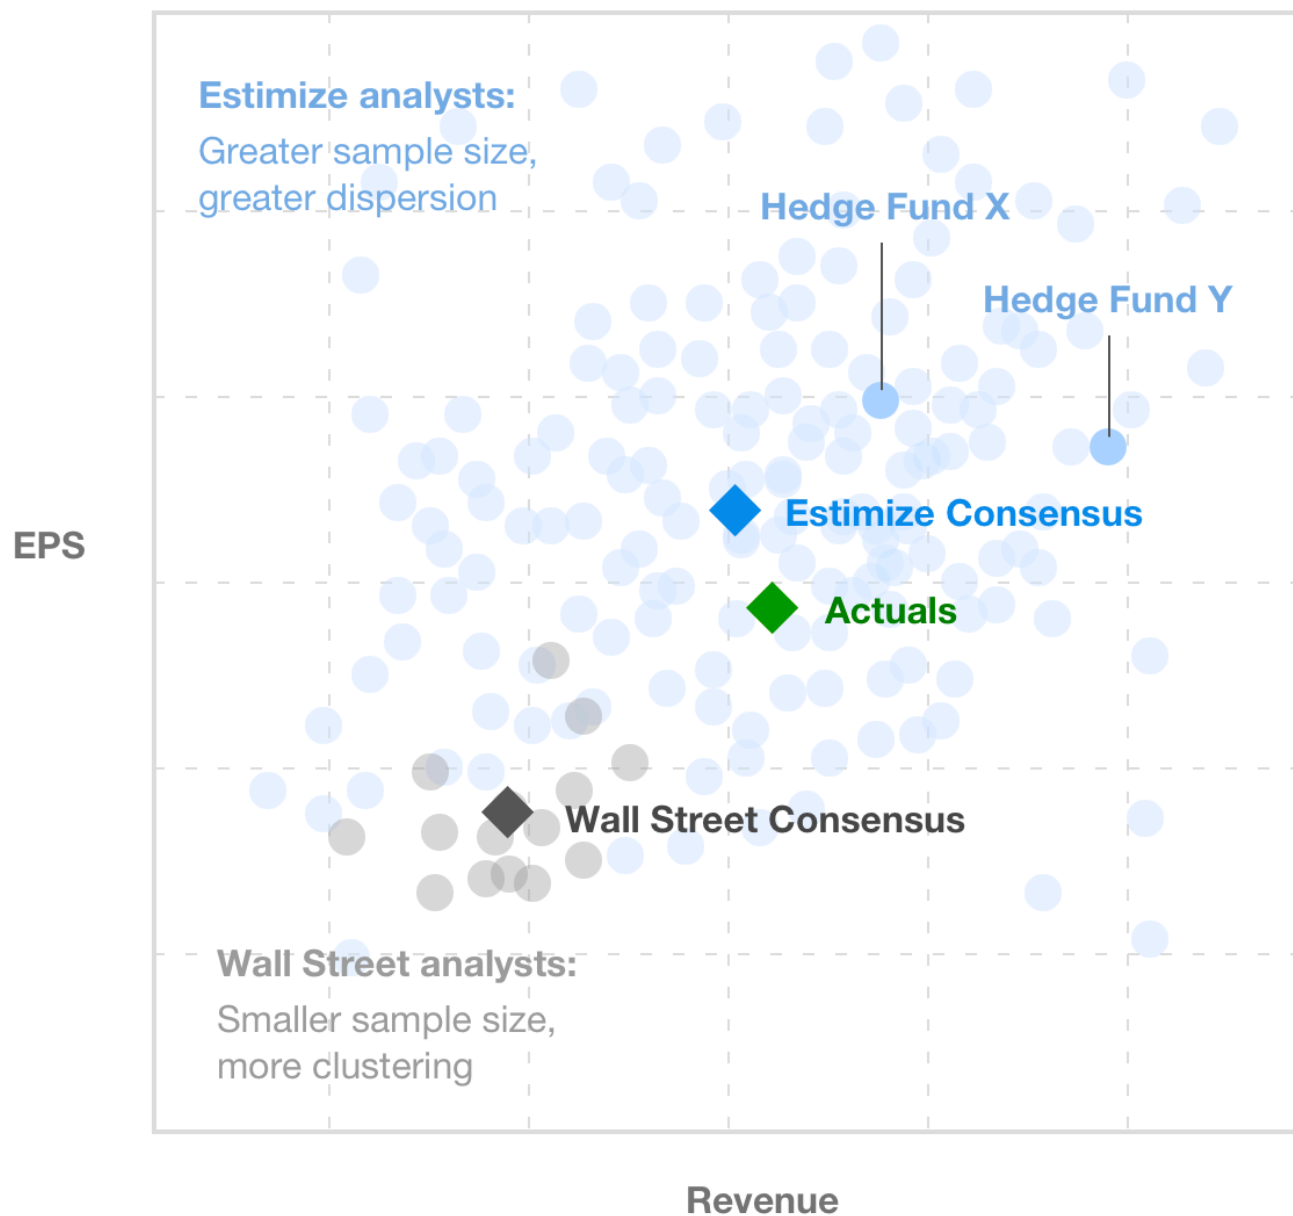 Estimize analysts:
Greater sample size,
greater dispersion
Hedge Fund X
Hedge Fund Y
Estimize Consensus
EPS
Actuals
Wall Street Consensus
Wall Street analysts:
Smaller sample size,
more clustering
Revenue